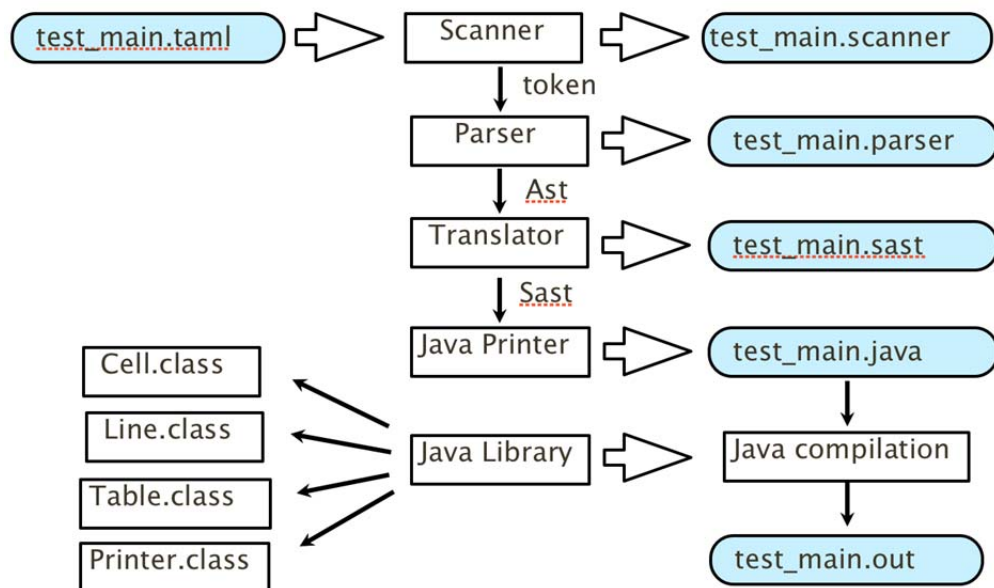 test_main.taml
Scanner
test_main.scanner
token
Parser
test_main.parser
Ast
Translator
test_main.sast
Sast
Java Printer
test_main.java
Cell.class
Line.class
Java Library
Java compilation
Table.class
Printer.class
test_main.out